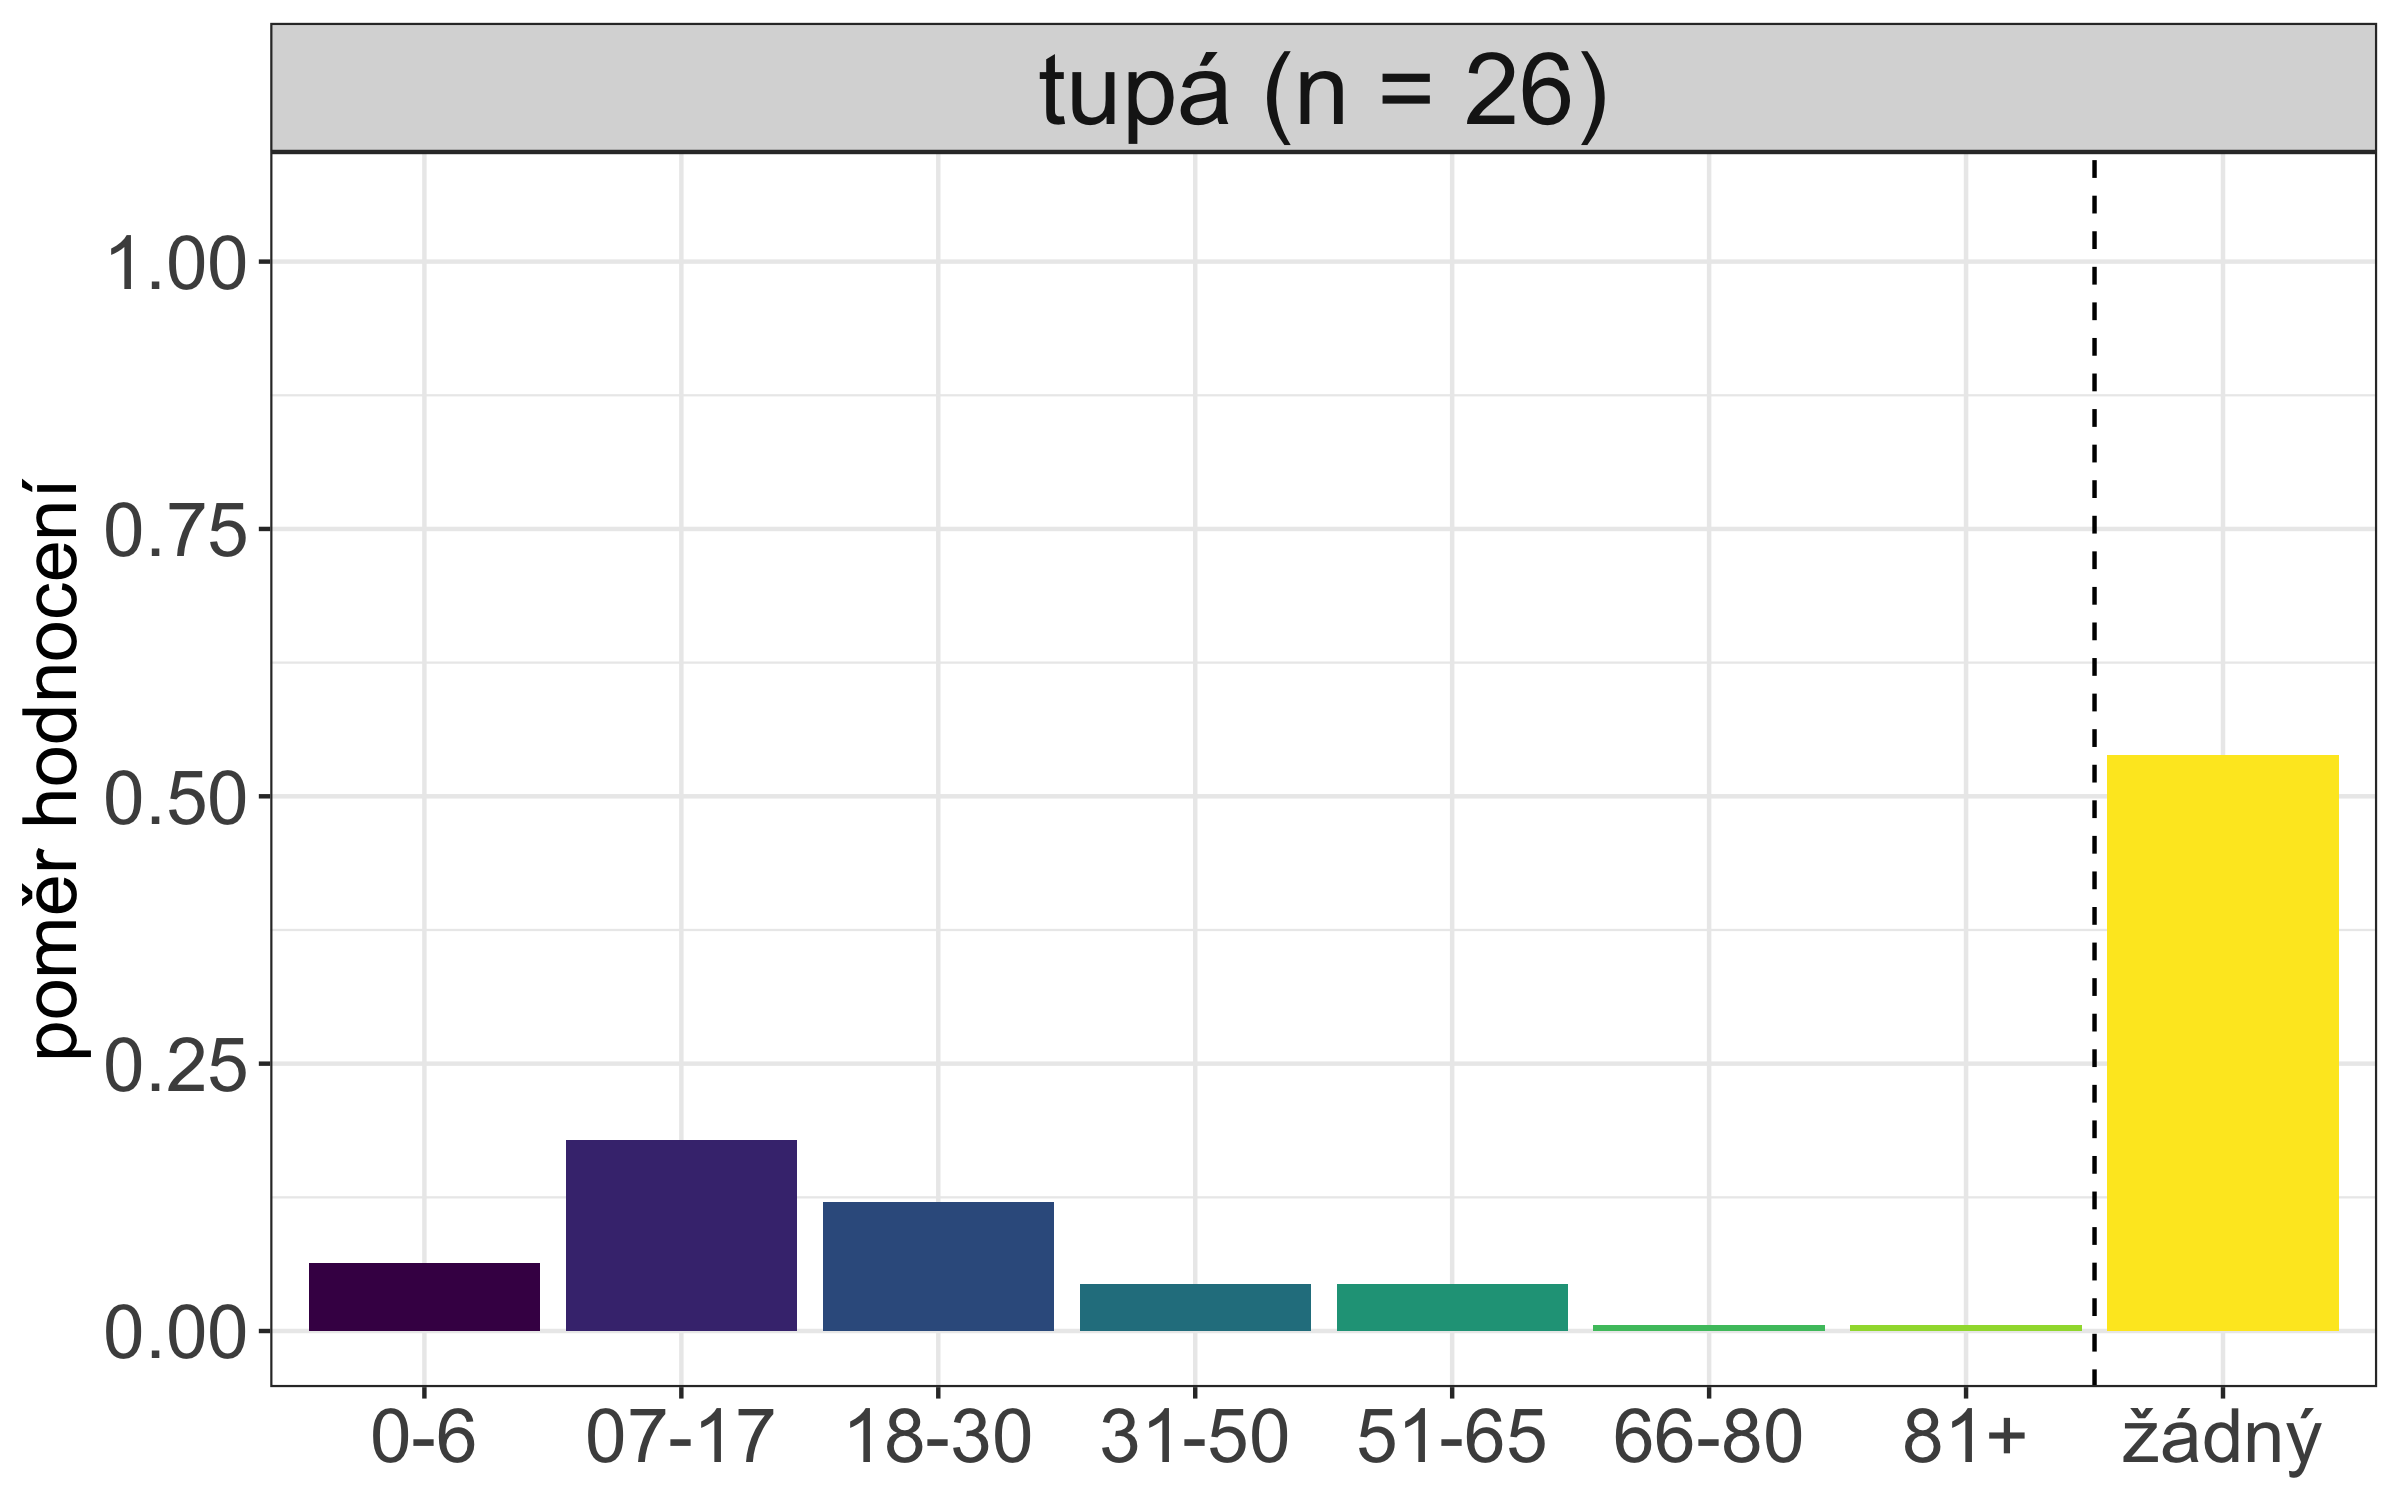 tupá (n = 26)
poměr hodnocení
1.00
0.75
0.50
0.25
0.00
0-6 07-17 18-30 31-50 51-65 66-80 81+ žádný